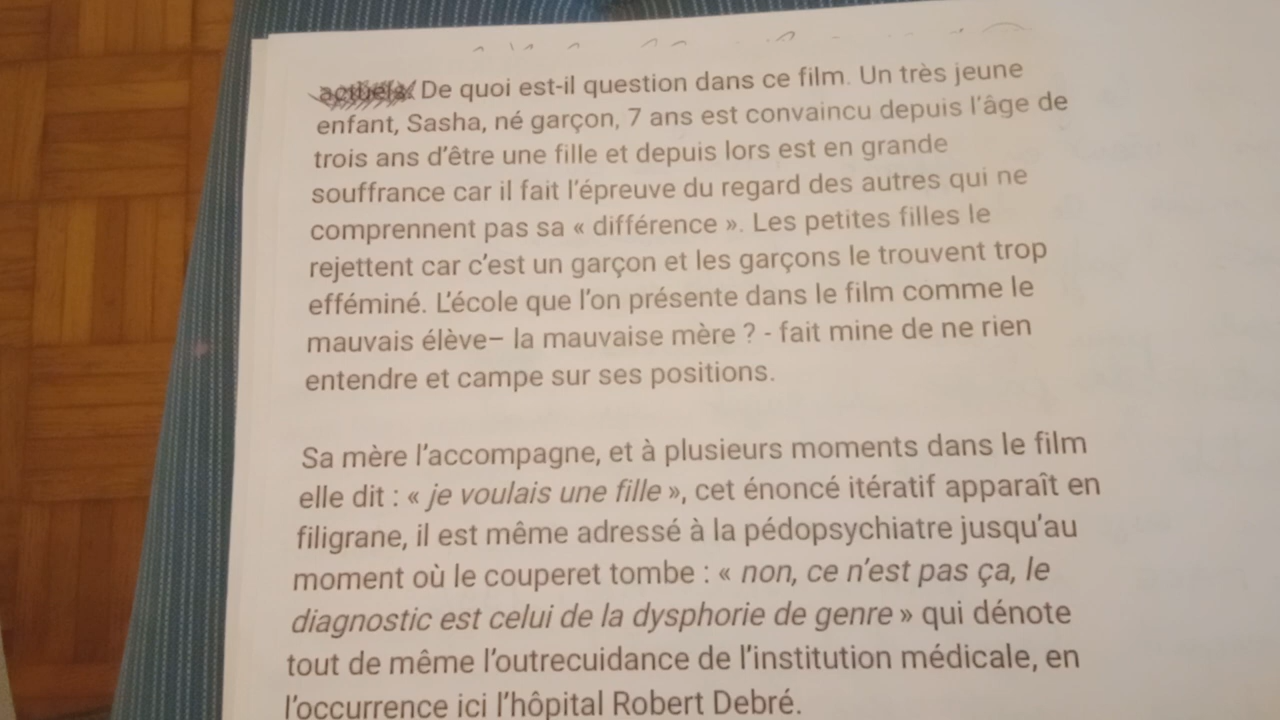 actuels. De quoi est-il question dans ce film. Un très jeune
enfant, Sasha, né garçon, 7 ans est convaincu depuis l'âge de
trois ans d'être une fille et depuis lors est en grande
souffrance car il fait l'épreuve du regard des autres qui ne
comprennent pas sa « différence ». Les petites filles le
rejettent car c'est un garçon et les garçons le trouvent trop
efféminé. L'école que l'on présente dans le film comme le
mauvais élève– la mauvaise mère ? - fait mine de ne rien
entendre et campe sur ses positions.
Sa mère l'accompagne, et à plusieurs moments dans le film
elle dit : « je voulais une fille », cet énoncé itératif apparaît en
filigrane, il est même adressé à la pédopsychiatre jusqu'au
moment où le couperet tombe : « non, ce n'est pas ça, le
diagnostic est celui de la dysphorie de genre » qui dénote
tout de même l'outrecuidance de l'institution médicale, en
l'occurrence ici l'hôpital Robert Debré.